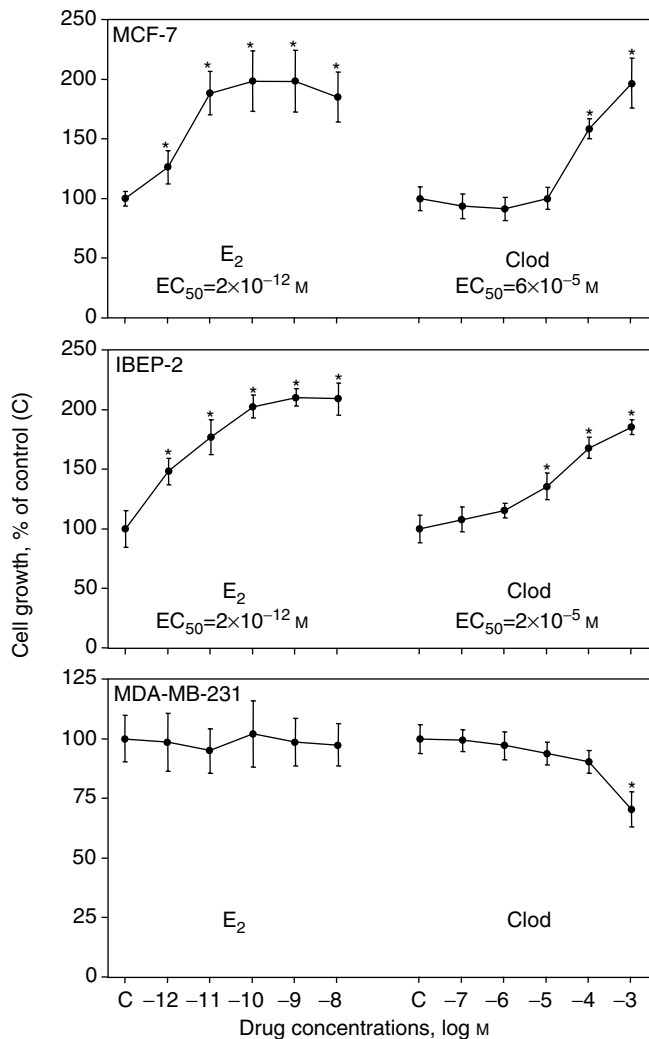 250
MCF-7
200
150
100
50
0
* * * * *
* *
E₂
EC₅₀=2×10⁻¹² M
Clod
EC₅₀=6×10⁻⁵ M
250
IBEP-2
200
150
100
50
0
* * * * *
* * *
E₂
EC₅₀=2×10⁻¹² M
Clod
EC₅₀=2×10⁻⁵ M
125
MDA-MB-231
100
75
50
25
0
*
E₂
Clod
C −12 −11 −10 −9 −8 C −7 −6 −5 −4 −3
Drug concentrations, log M
Cell growth, % of control (C)